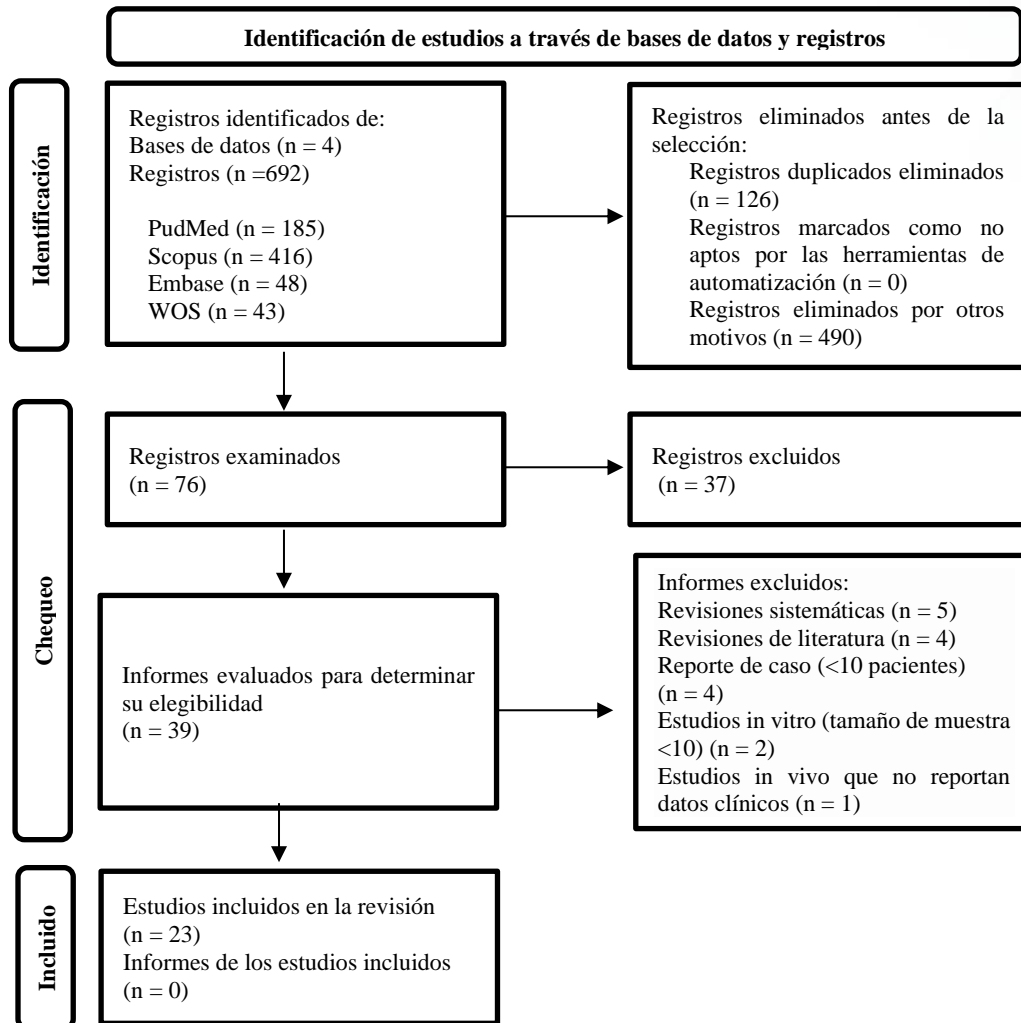 Identificación de estudios a través de bases de datos y registros
Identificación
Registros identificados de:
Bases de datos (n = 4)
Registros (n =692)
PudMed (n = 185)
Scopus (n = 416)
Embase (n = 48)
WOS (n = 43)
Registros eliminados antes de la
selección:
Registros duplicados eliminados
(n = 126)
Registros marcados como no
aptos por las herramientas de
automatización (n = 0)
Registros eliminados por otros
motivos (n = 490)
Chequeo
Registros examinados
(n = 76)
Registros excluidos
(n = 37)
Informes evaluados para determinar
su elegibilidad
(n = 39)
Informes excluidos:
Revisiones sistemáticas (n = 5)
Revisiones de literatura (n = 4)
Reporte de caso (<10 pacientes)
(n = 4)
Estudios in vitro (tamaño de muestra
<10) (n = 2)
Estudios in vivo que no reportan
datos clínicos (n = 1)
Incluido
Estudios incluidos en la revisión
(n = 23)
Informes de los estudios incluidos
(n = 0)